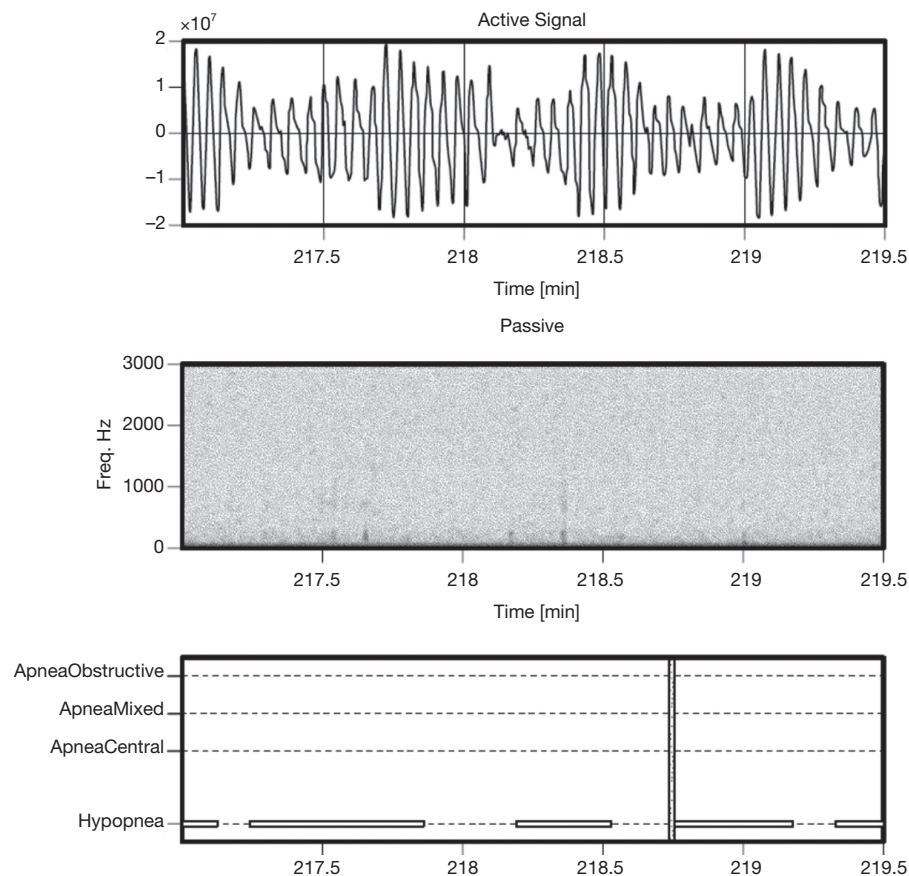 Active Signal
×10⁷
2
1
0
–1
–2
217.5 218 218.5 219 219.5
Time [min]
Passive
Freq. Hz
3000
2000
1000
0
217.5 218 218.5 219 219.5
Time [min]
ApneaObstructive
ApneaMixed
ApneaCentral
Hypopnea
217.5 218 218.5 219 219.5